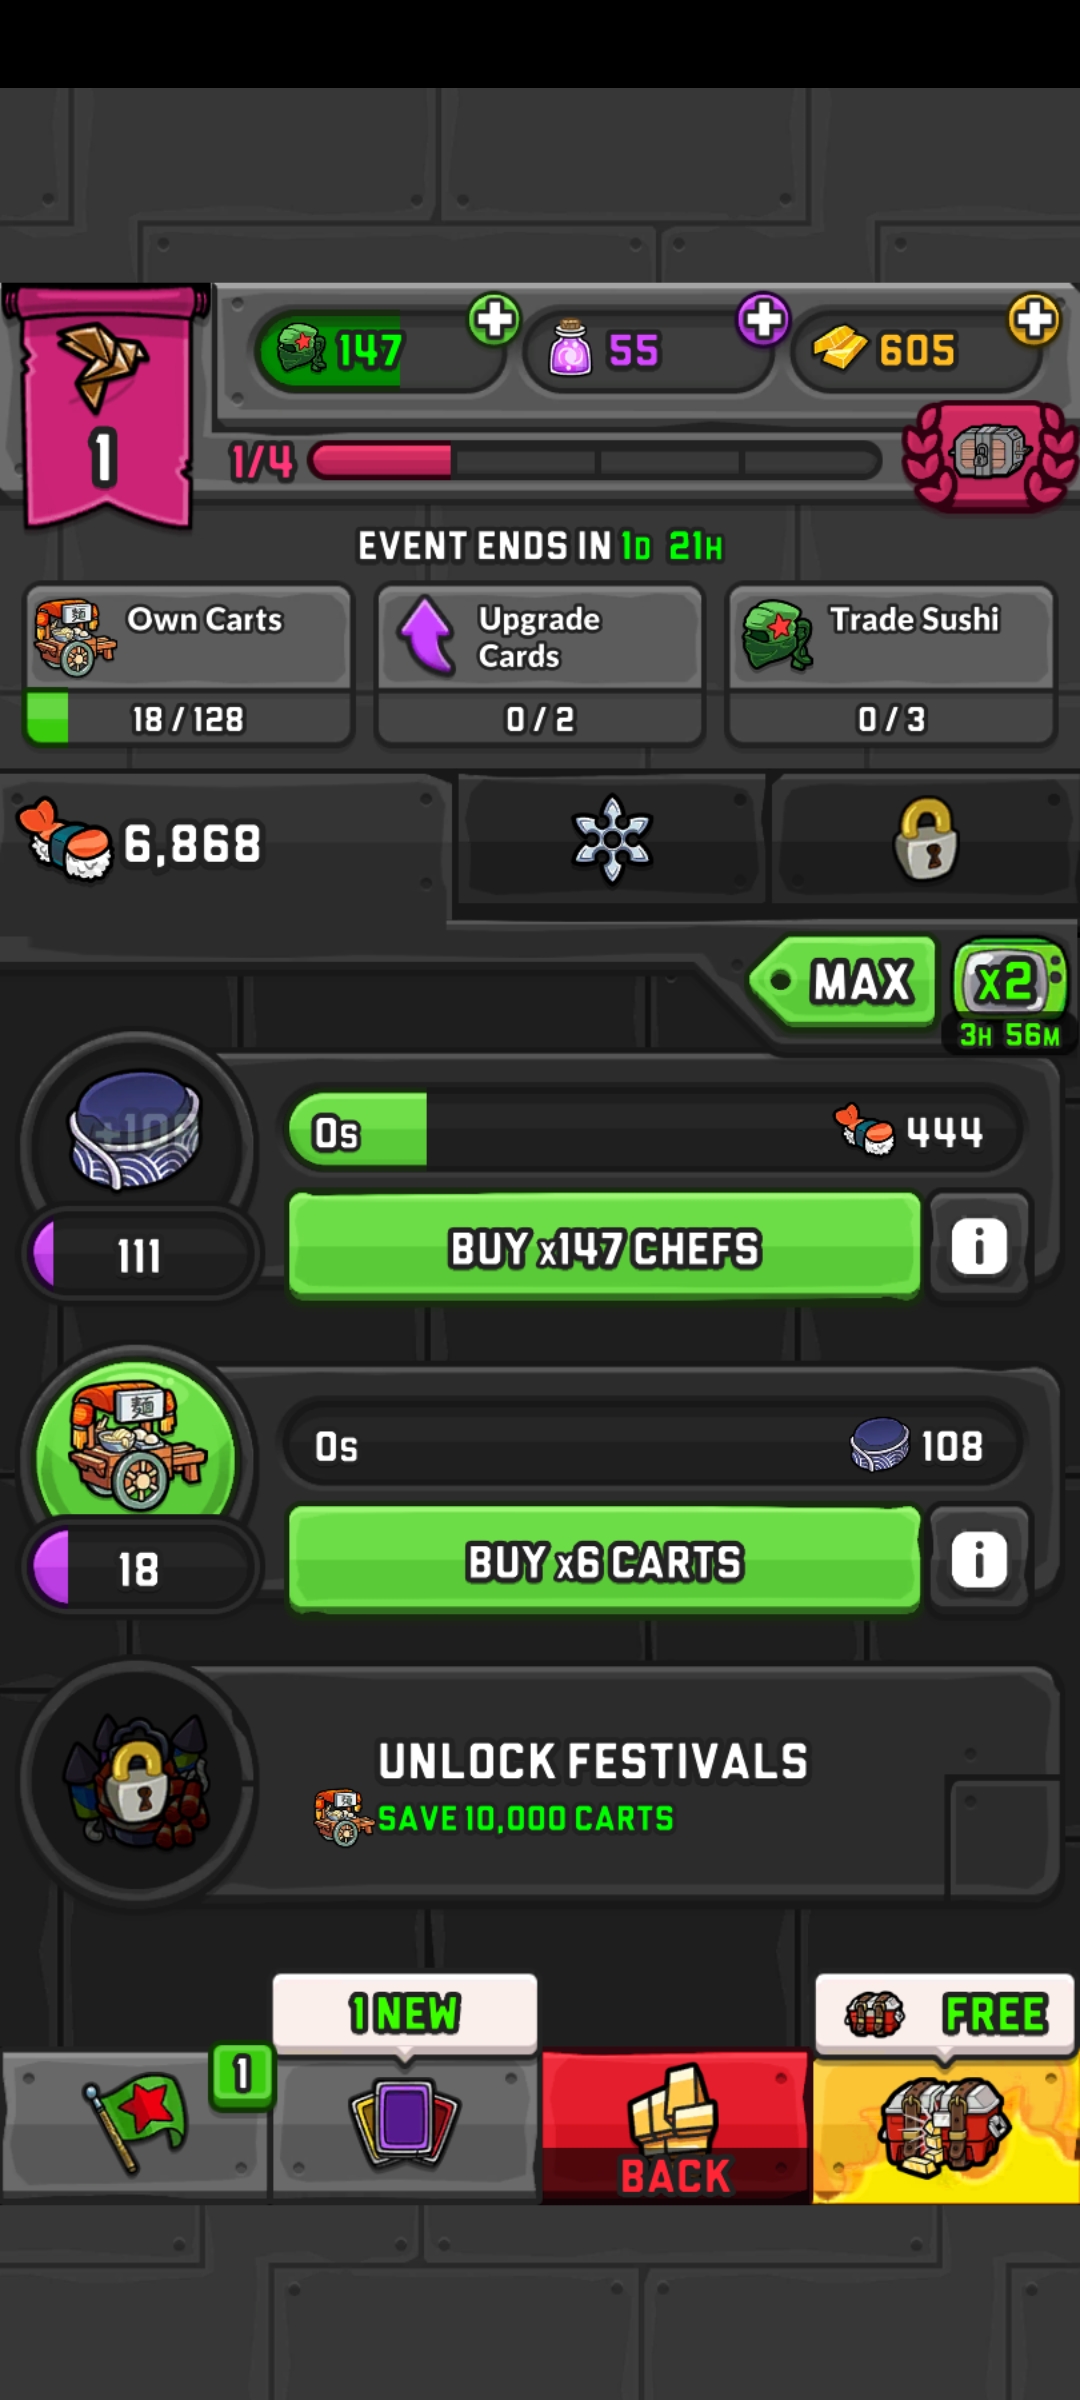 147
55
605
1
1/4
EVENT ENDS IN 1D 21H
Own Carts
Upgrade
Cards
Trade Sushi
18 / 128
0 / 2
0 / 3
6,868
MAX
x2
3H 56M
0s
444
111
BUY x147 CHEFS
i
麺
0s
108
18
BUY x6 CARTS
i
UNLOCK FESTIVALS
SAVE 10,000 CARTS
1 NEW
FREE
1
BACK